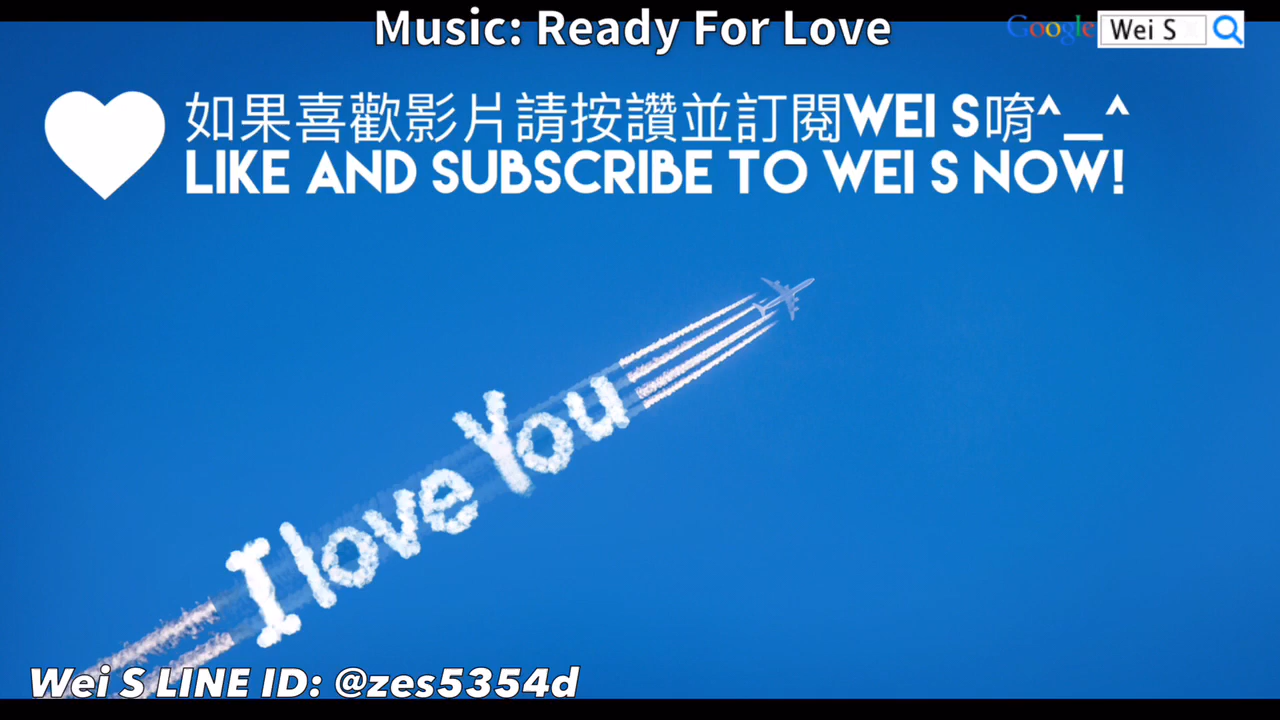 Music: Ready For Love
Google
Wei S
如果喜歡影片請按讚並訂閱WEI S唷^_^
LIKE AND SUBSCRIBE TO WEI S NOW!
I love You
Wei S LINE ID: @zes5354d